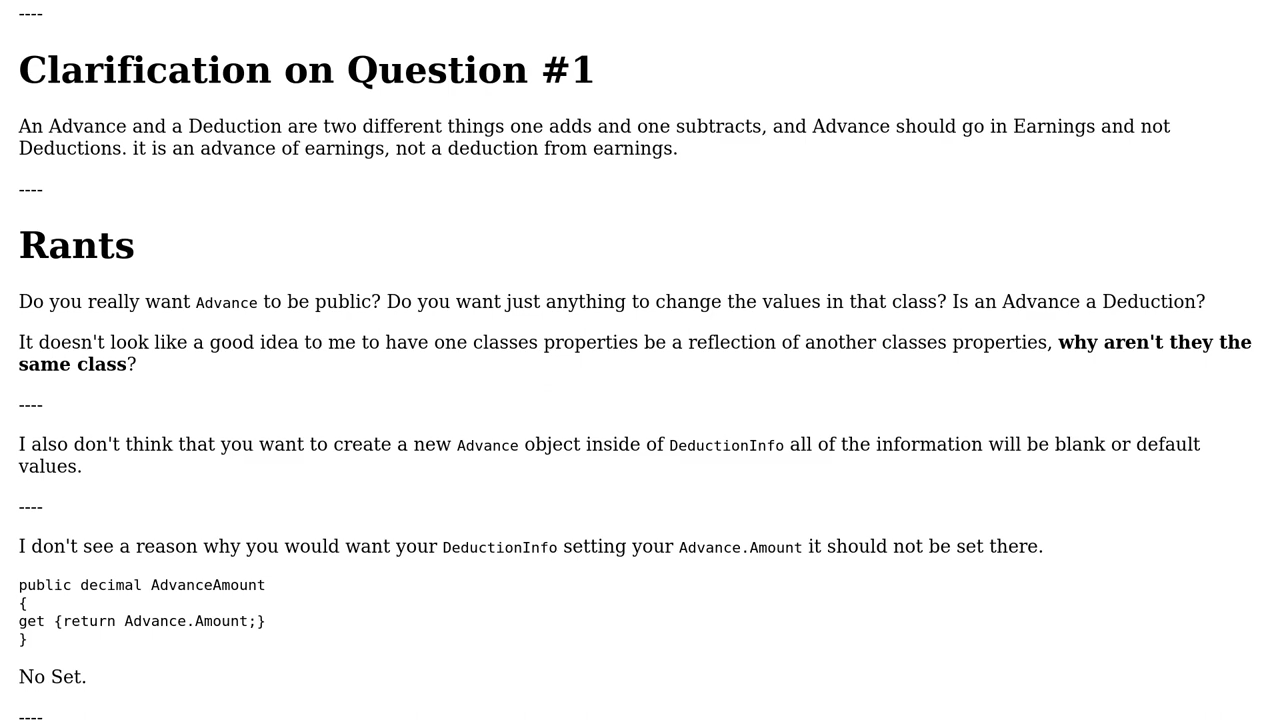 ----
Clarification on Question #1
An Advance and a Deduction are two different things one adds and one subtracts, and Advance should go in Earnings and not
Deductions. it is an advance of earnings, not a deduction from earnings.
----
Rants
Do you really want Advance to be public? Do you want just anything to change the values in that class? Is an Advance a Deduction?
It doesn't look like a good idea to me to have one classes properties be a reflection of another classes properties, why aren't they the
same class?
----
I also don't think that you want to create a new Advance object inside of DeductionInfo all of the information will be blank or default
values.
----
I don't see a reason why you would want your DeductionInfo setting your Advance.Amount it should not be set there.
public decimal AdvanceAmount
{
get {return Advance.Amount;}
}
No Set.
----